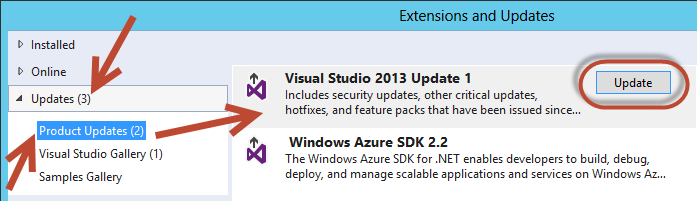 Extensions and Updates
Installed
Online
Updates (3)
Product Updates (2)
Visual Studio Gallery (1)
Samples Gallery
Visual Studio 2013 Update 1
Update
Includes security updates, other critical updates,
hotfixes, and feature packs that have been issued since...
Windows Azure SDK 2.2
The Windows Azure SDK for .NET enables developers to build, debug,
deploy, and manage scalable applications and services on Windows Az...